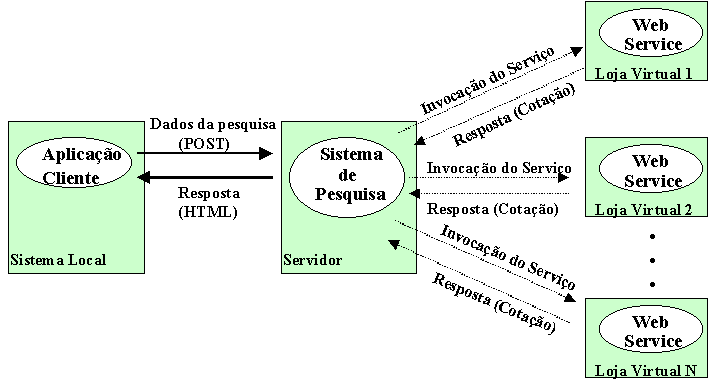 Aplicação
Cliente
Sistema Local
Dados da pesquisa
(POST)
Resposta
(HTML)
Sistema
de
Pesquisa
Servidor
Invocação do Serviço
Resposta (Cotação)
Web
Service
Loja Virtual 1
Invocação do Serviço
Resposta (Cotação)
Web
Service
Loja Virtual 2
Invocação do Serviço
Resposta (Cotação)
Web
Service
Loja Virtual N